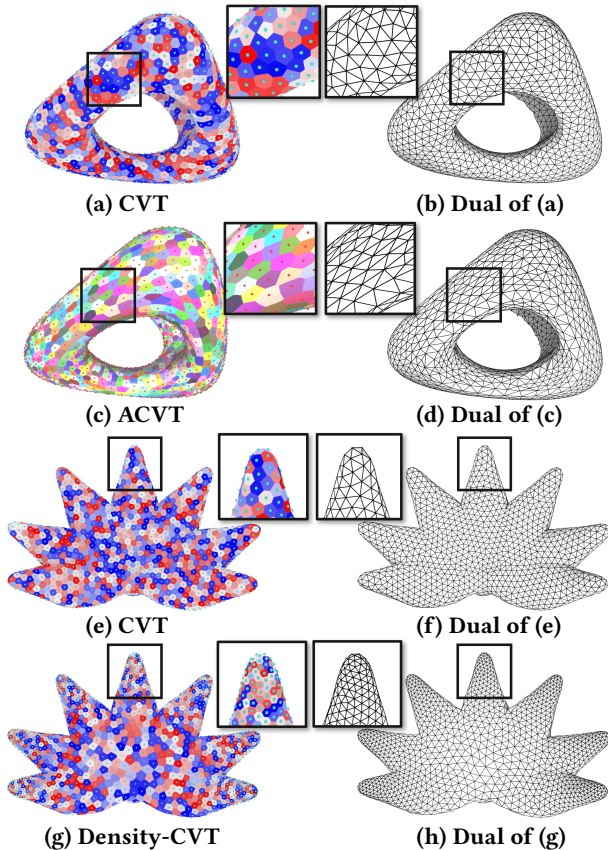 (a) CVT
(b) Dual of (a)
(c) ACVT
(d) Dual of (c)
(e) CVT
(f) Dual of (e)
(g) Density-CVT
(h) Dual of (g)